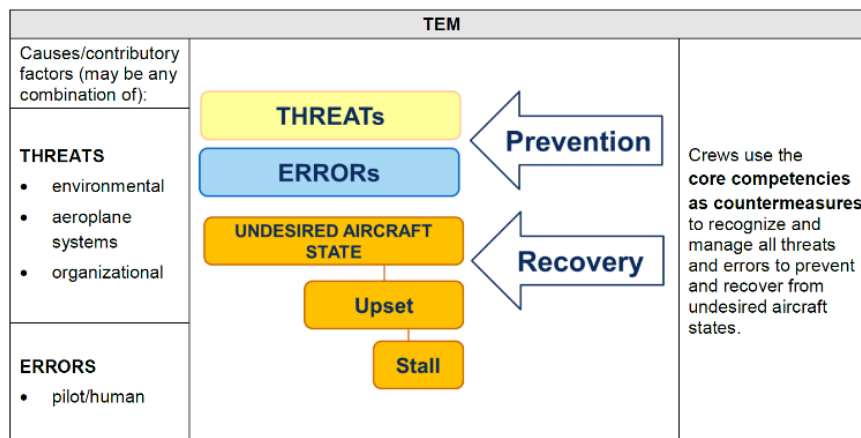 TEM
Causes/contributory
factors (may be any
combination of):
THREATS
• environmental
• aeroplane
systems
• organizational
ERRORS
• pilot/human
THREATs
ERRORs
UNDESIRED AIRCRAFT
STATE
Upset
Stall
Prevention
Recovery
Crews use the
core competencies
as countermeasures
to recognize and
manage all threats
and errors to prevent
and recover from
undesired aircraft
states.